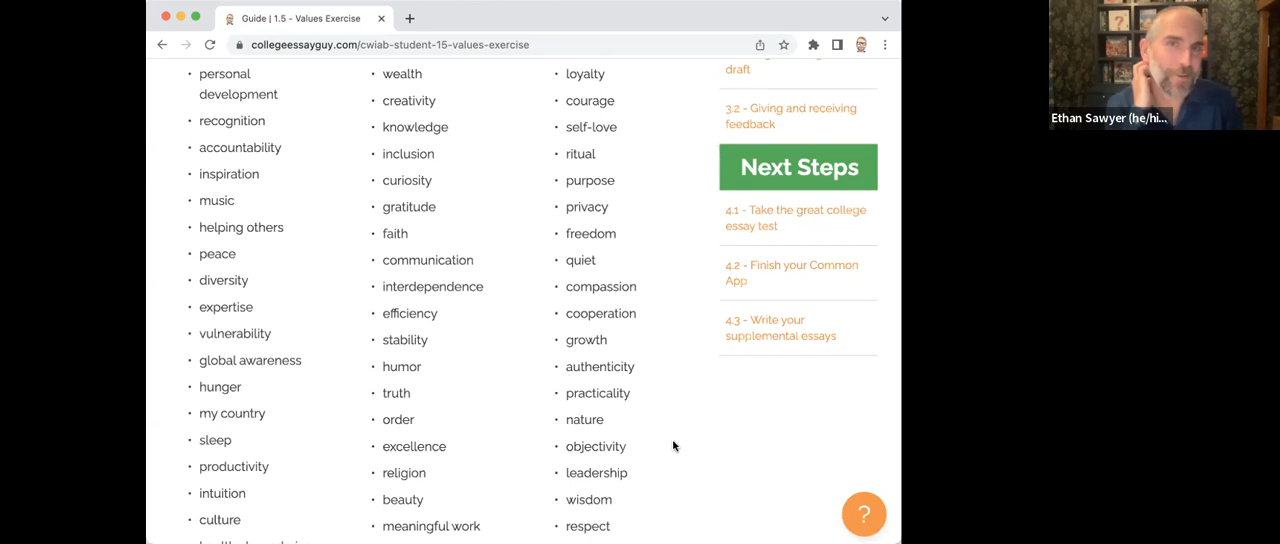 Guide | 1.5 - Values Exercise
collegeessayguy.com/cwiab-student-15-values-exercise
personal
development
recognition
accountability
inspiration
music
helping others
peace
diversity
expertise
vulnerability
global awareness
hunger
my country
sleep
productivity
intuition
culture
wealth
creativity
knowledge
inclusion
curiosity
gratitude
faith
communication
interdependence
efficiency
stability
humor
truth
order
excellence
religion
beauty
meaningful work
loyalty
courage
self-love
ritual
purpose
privacy
freedom
quiet
compassion
cooperation
growth
authenticity
practicality
nature
objectivity
leadership
wisdom
respect
draft
3.2 - Giving and receiving
feedback
Next Steps
4.1 - Take the great college
essay test
4.2 - Finish your Common
App
4.3 - Write your
supplemental essays
?
Ethan Sawyer (he/hi...